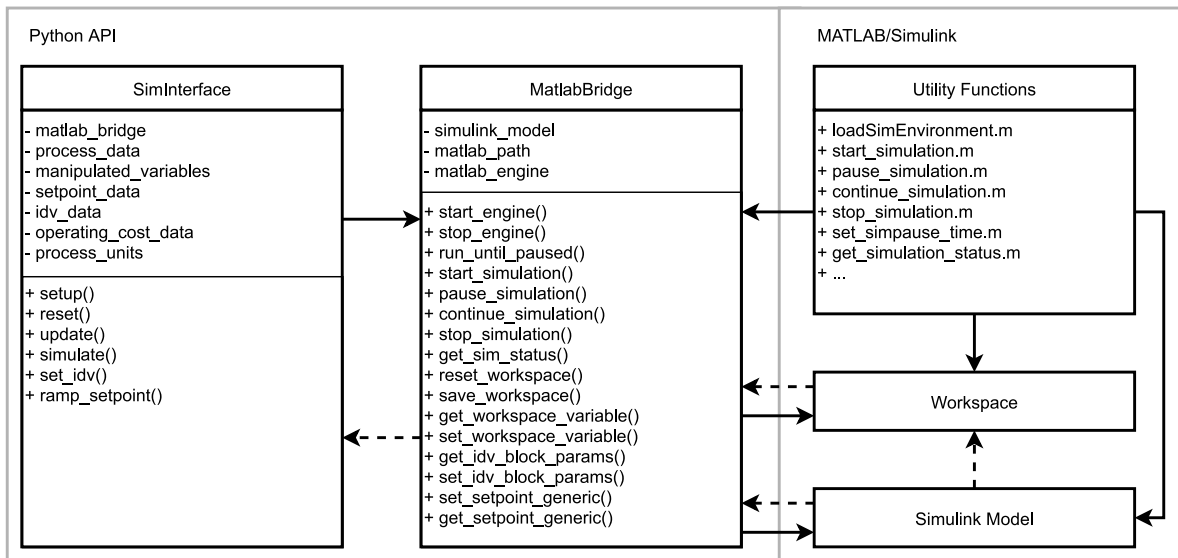 Python API
MATLAB/Simulink
SimInterface
- matlab_bridge
- process_data
- manipulated_variables
- setpoint_data
- idv_data
- operating_cost_data
- process_units
+ setup()
+ reset()
+ update()
+ simulate()
+ set_idv()
+ ramp_setpoint()
MatlabBridge
- simulink_model
- matlab_path
- matlab_engine
+ start_engine()
+ stop_engine()
+ run_until_paused()
+ start_simulation()
+ pause_simulation()
+ continue_simulation()
+ stop_simulation()
+ get_sim_status()
+ reset_workspace()
+ save_workspace()
+ get_workspace_variable()
+ set_workspace_variable()
+ get_idv_block_params()
+ set_idv_block_params()
+ set_setpoint_generic()
+ get_setpoint_generic()
Utility Functions
+ loadSimEnvironment.m
+ start_simulation.m
+ pause_simulation.m
+ continue_simulation.m
+ stop_simulation.m
+ set_simpause_time.m
+ get_simulation_status.m
+ ...
Workspace
Simulink Model